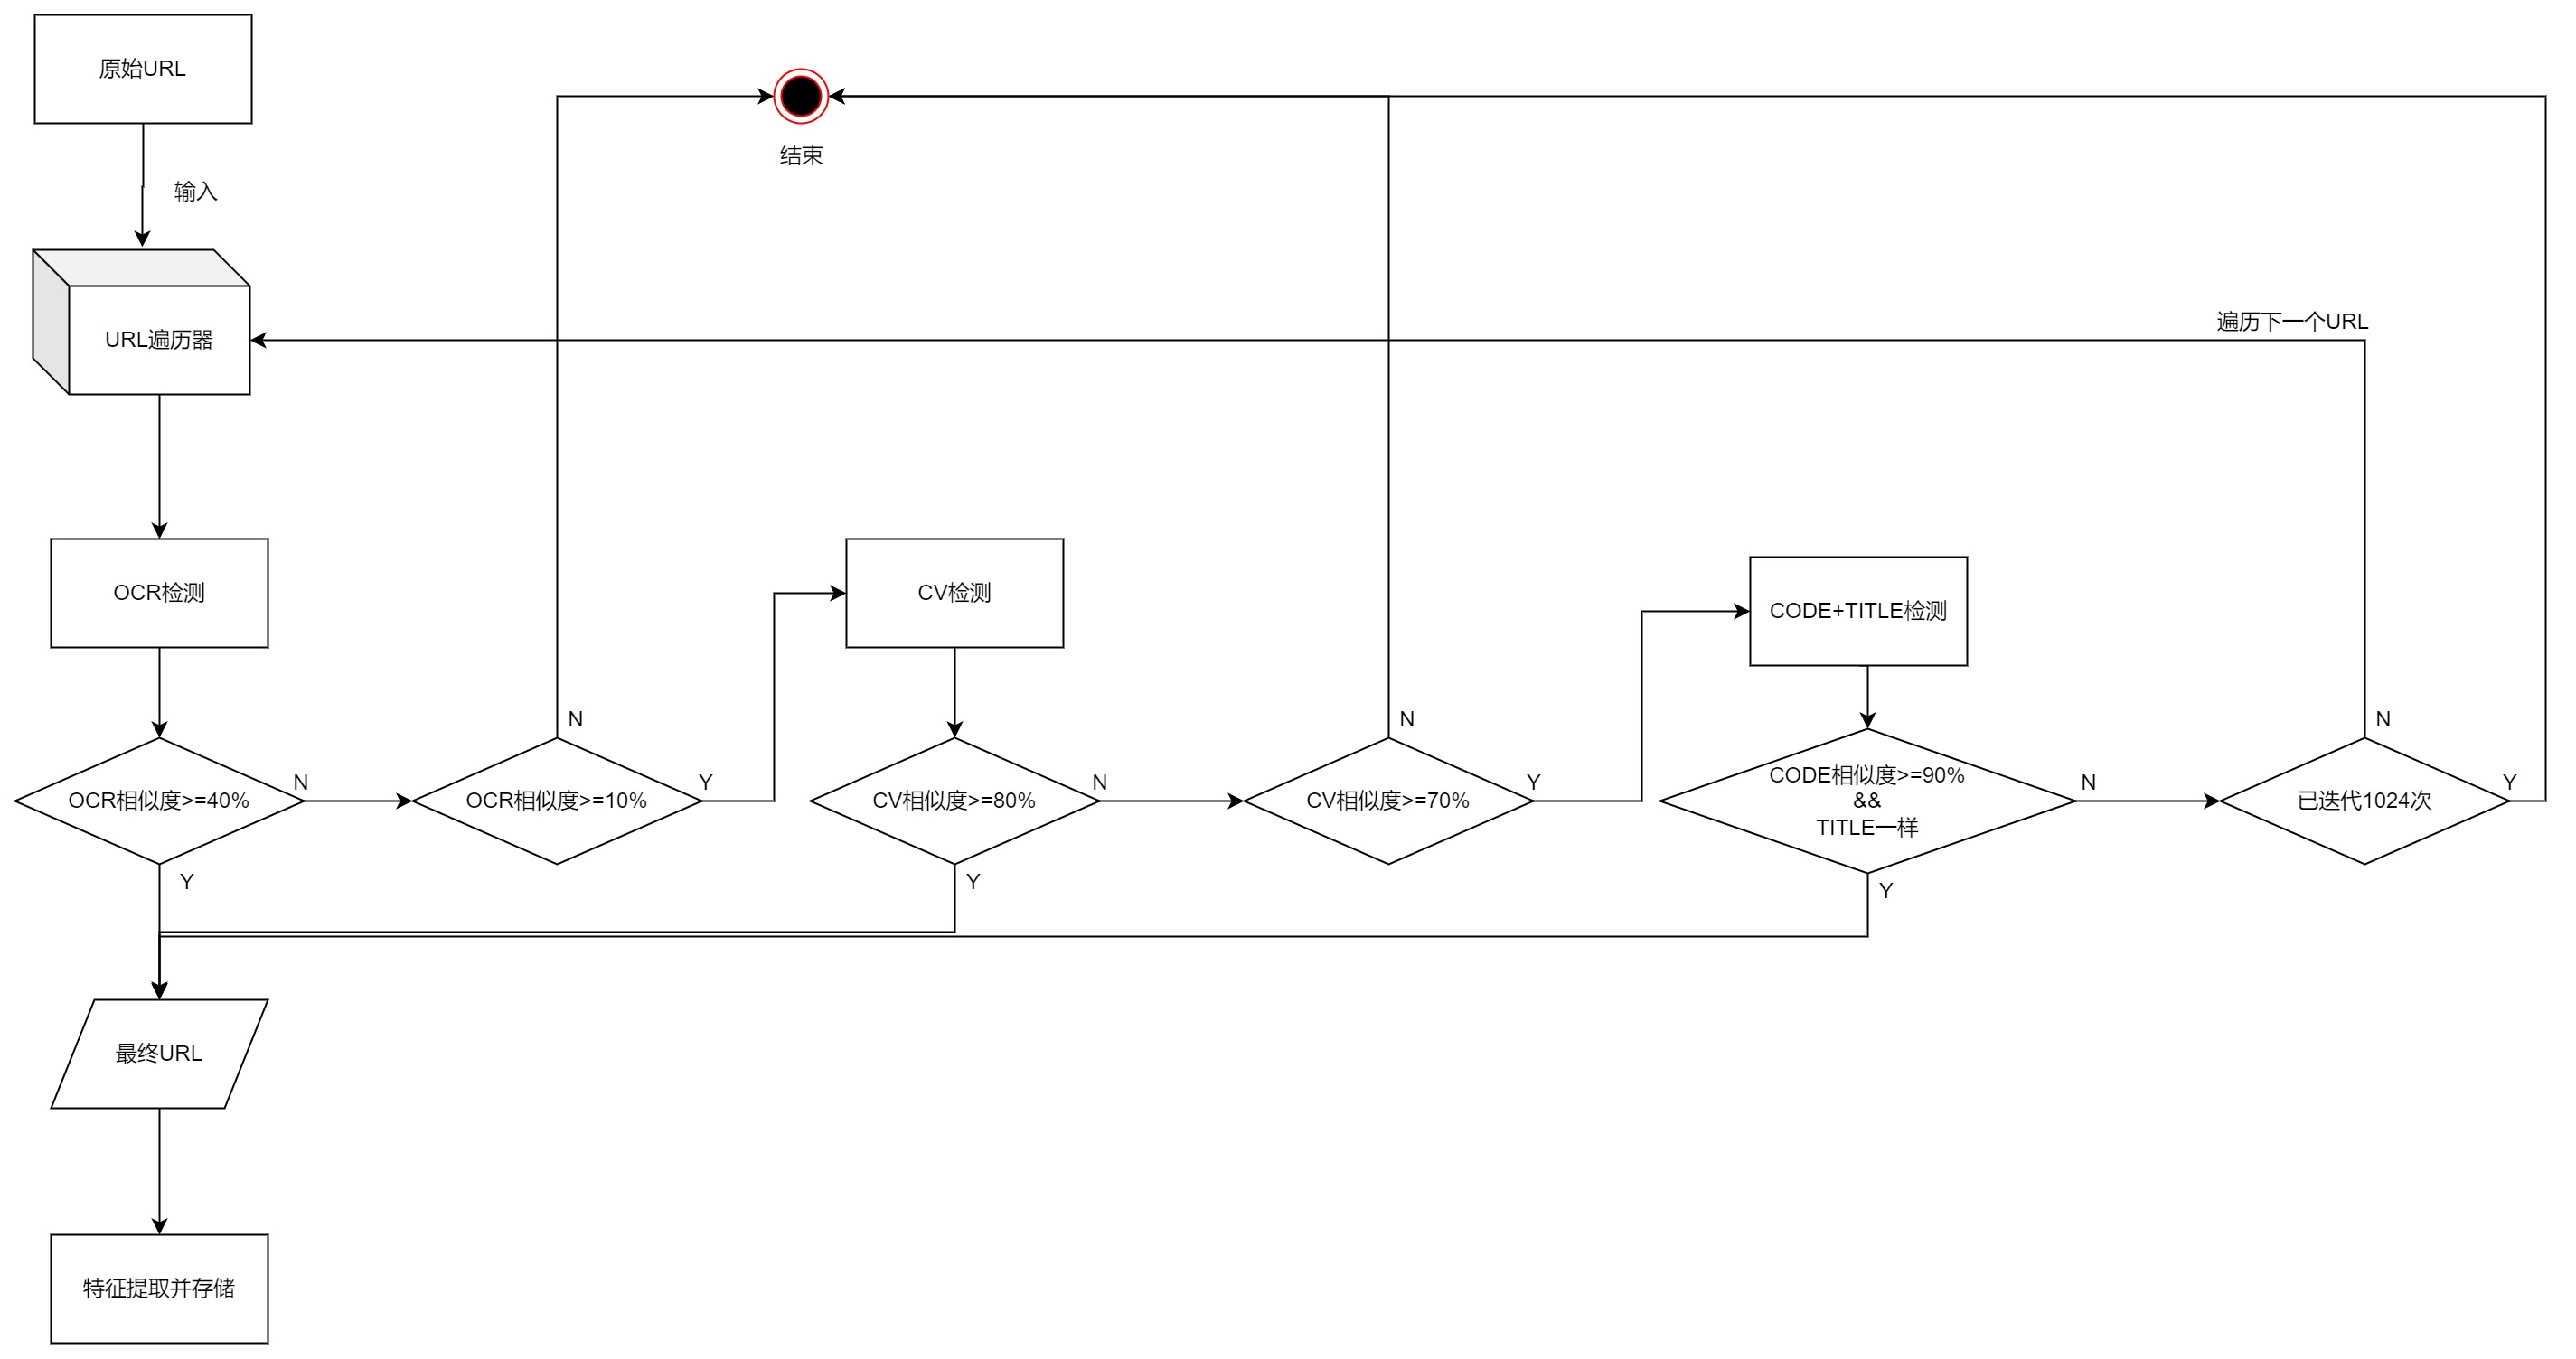 原始URL
结束
输入
遍历下一个URL
URL遍历器
OCR检测
CV检测
CODE+TITLE检测
N
N
N
OCR相似度>=40%
N
OCR相似度>=10%
Y
CV相似度>=80%
N
CV相似度>=70%
Y
CODE相似度>=90%
&&
TITLE一样
N
已迭代1024次
Y
Y
Y
Y
最终URL
特征提取并存储